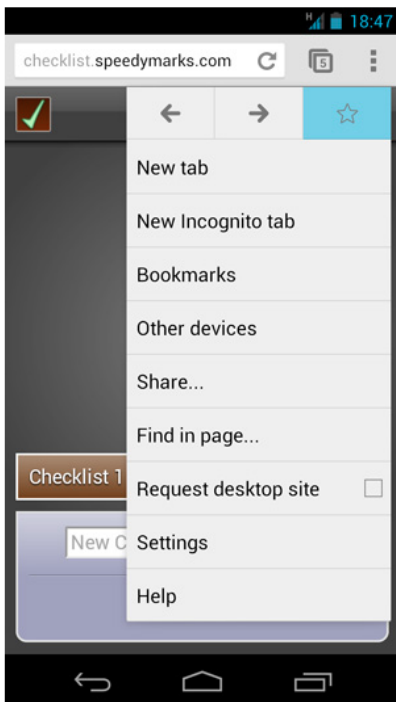 H 18:47
checklist.speedymarks.com 5
New tab
New Incognito tab
Bookmarks
Other devices
Share...
Find in page...
Checklist 1
Request desktop site
New C
Settings
Help